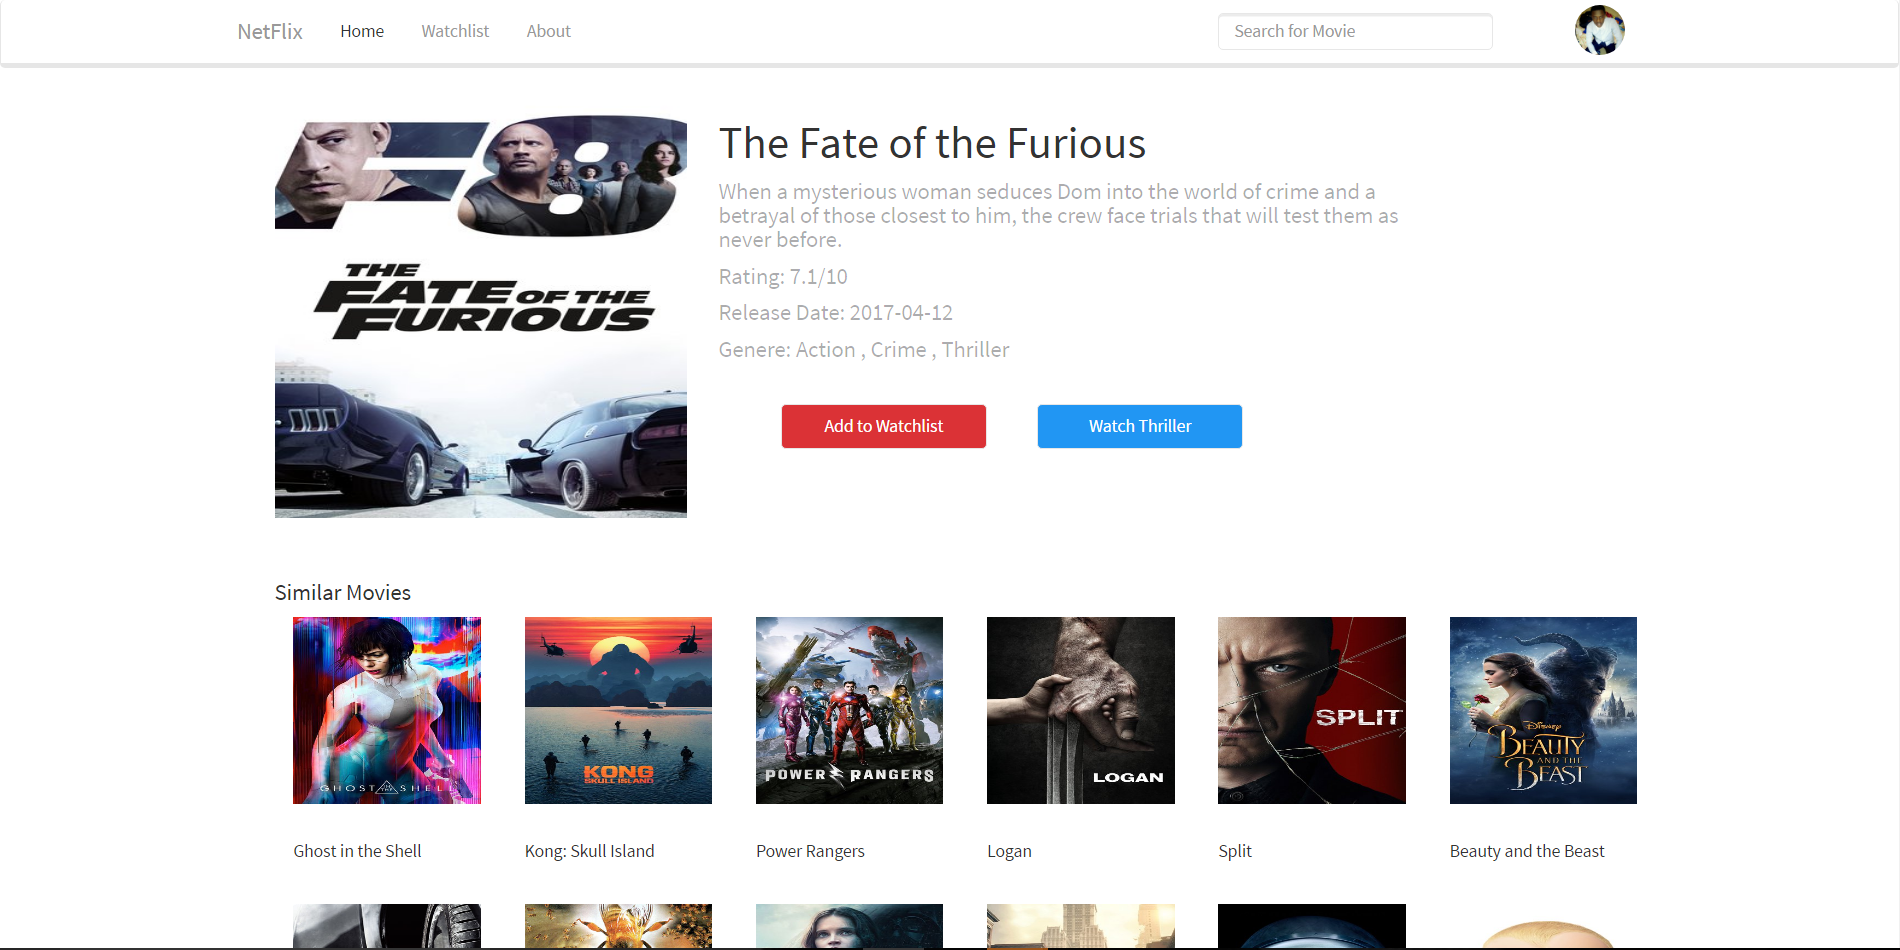 NetFlix
Home
Watchlist
About
Search for Movie
The Fate of the Furious
When a mysterious woman seduces Dom into the world of crime and a
betrayal of those closest to him, the crew face trials that will test them as
never before.
Rating: 7.1/10
Release Date: 2017-04-12
Genere: Action , Crime , Thriller
Add to Watchlist
Watch Thriller
F8
THE
FATE OF THE
FURIOUS
Similar Movies
GHOST IN THE SHELL
KONG
SKULL ISLAND
POWER RANGERS
LOGAN
SPLIT
Disney
BEAUTY
AND THE
BEAST
Ghost in the Shell
Kong: Skull Island
Power Rangers
Logan
Split
Beauty and the Beast